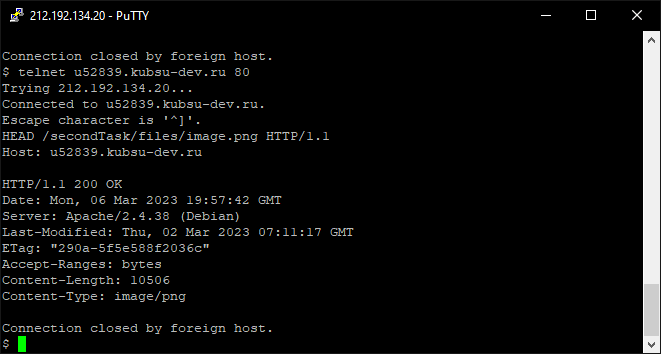 212.192.134.20 - PuTTY
Connection closed by foreign host.
$ telnet u52839.kubsu-dev.ru 80
Trying 212.192.134.20...
Connected to u52839.kubsu-dev.ru.
Escape character is '^]'.
HEAD /secondTask/files/image.png HTTP/1.1
Host: u52839.kubsu-dev.ru

HTTP/1.1 200 OK
Date: Mon, 06 Mar 2023 19:57:42 GMT
Server: Apache/2.4.38 (Debian)
Last-Modified: Thu, 02 Mar 2023 07:11:17 GMT
ETag: "290a-5f5e588f2036c"
Accept-Ranges: bytes
Content-Length: 10506
Content-Type: image/png

Connection closed by foreign host.
$